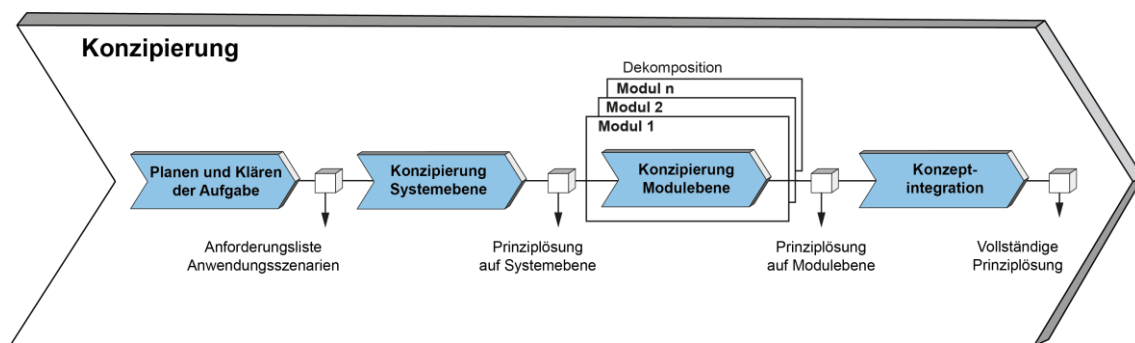 Konzipierung
Dekomposition
Modul n
Modul 2
Modul 1
Planen und Klären
der Aufgabe
Konzipierung
Systemebene
Konzipierung
Modulebene
Konzept-
integration
Anforderungsliste
Anwendungsszenarien
Prinziplösung
auf Systemebene
Prinziplösung
auf Modulebene
Vollständige
Prinziplösung